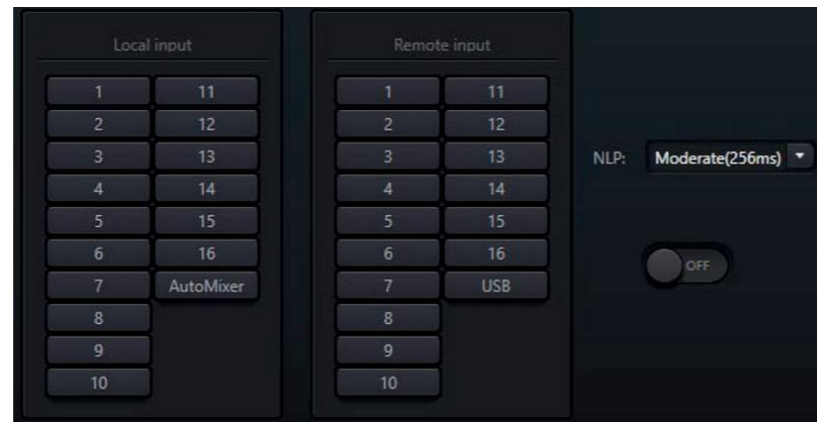 Local input
Remote input
1 11 1 11
2 12 2 12
3 13 3 13
NLP: Moderate(256ms)
4 14 4 14
5 15 5 15
6 16 6 16
OFF
7 AutoMixer 7 USB
8 8
9 9
10 10